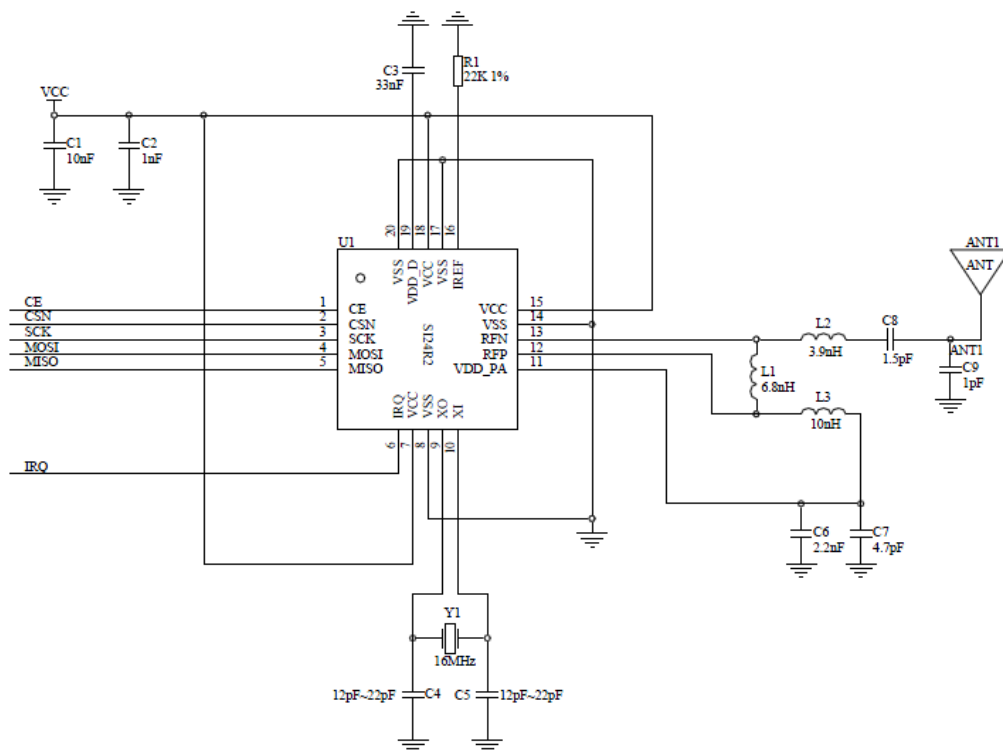 C3
33nF
R1
22K 1%
VCC
C1
10nF
C2
1nF
U1
20
19
18
17
16
VSS
VDD_D
VCC
VSS
IREF
CE
CSN
SCK
MOSI
MISO
1
2
3
4
5
CE
CSN
SCK
MOSI
MISO
SI24R2
VCC
VSS
RFN
RFP
VDD_PA
15
14
13
12
11
IRQ
VCC
VSS
XO
XI
6
7
8
9
10
IRQ
ANT1
ANT
L2
3.9nH
C8
1.5pF
ANT1
C9
1pF
L1
6.8nH
L3
10nH
C6
2.2nF
C7
4.7pF
Y1
16MHz
12pF~22pF
C4
C5
12pF~22pF